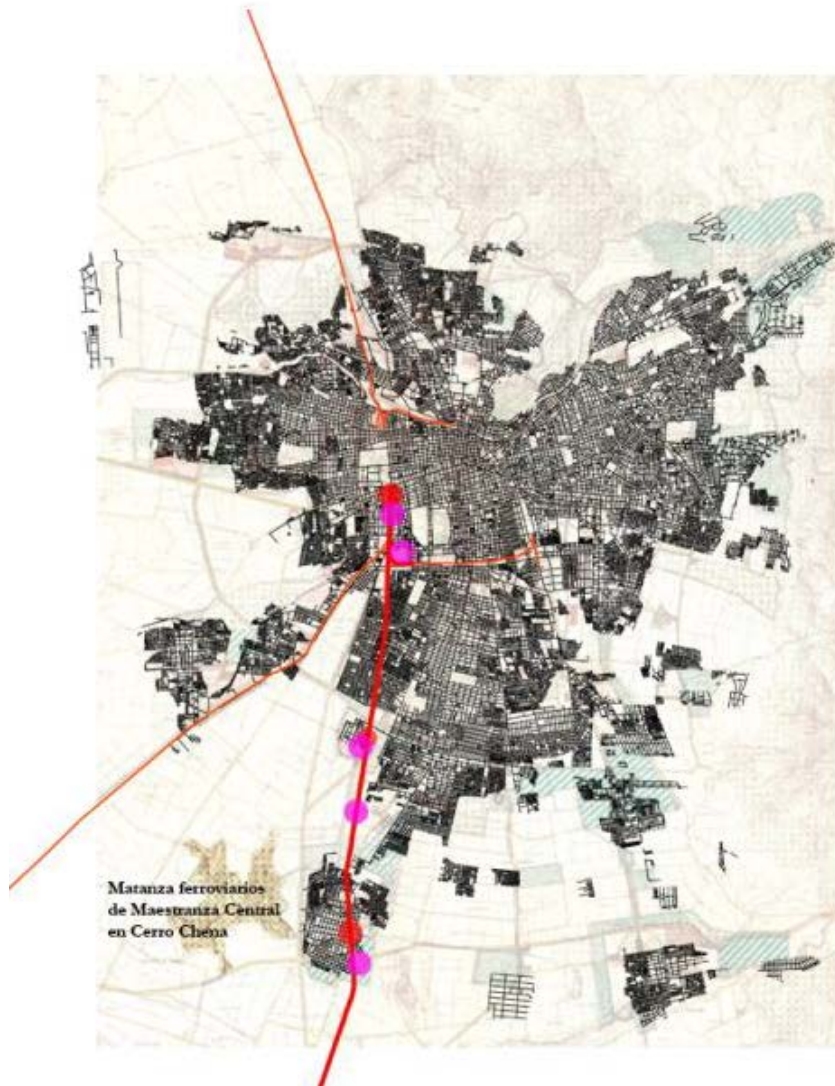 Matanza ferroviarios
de Maestranza Central
en Cerro Chena